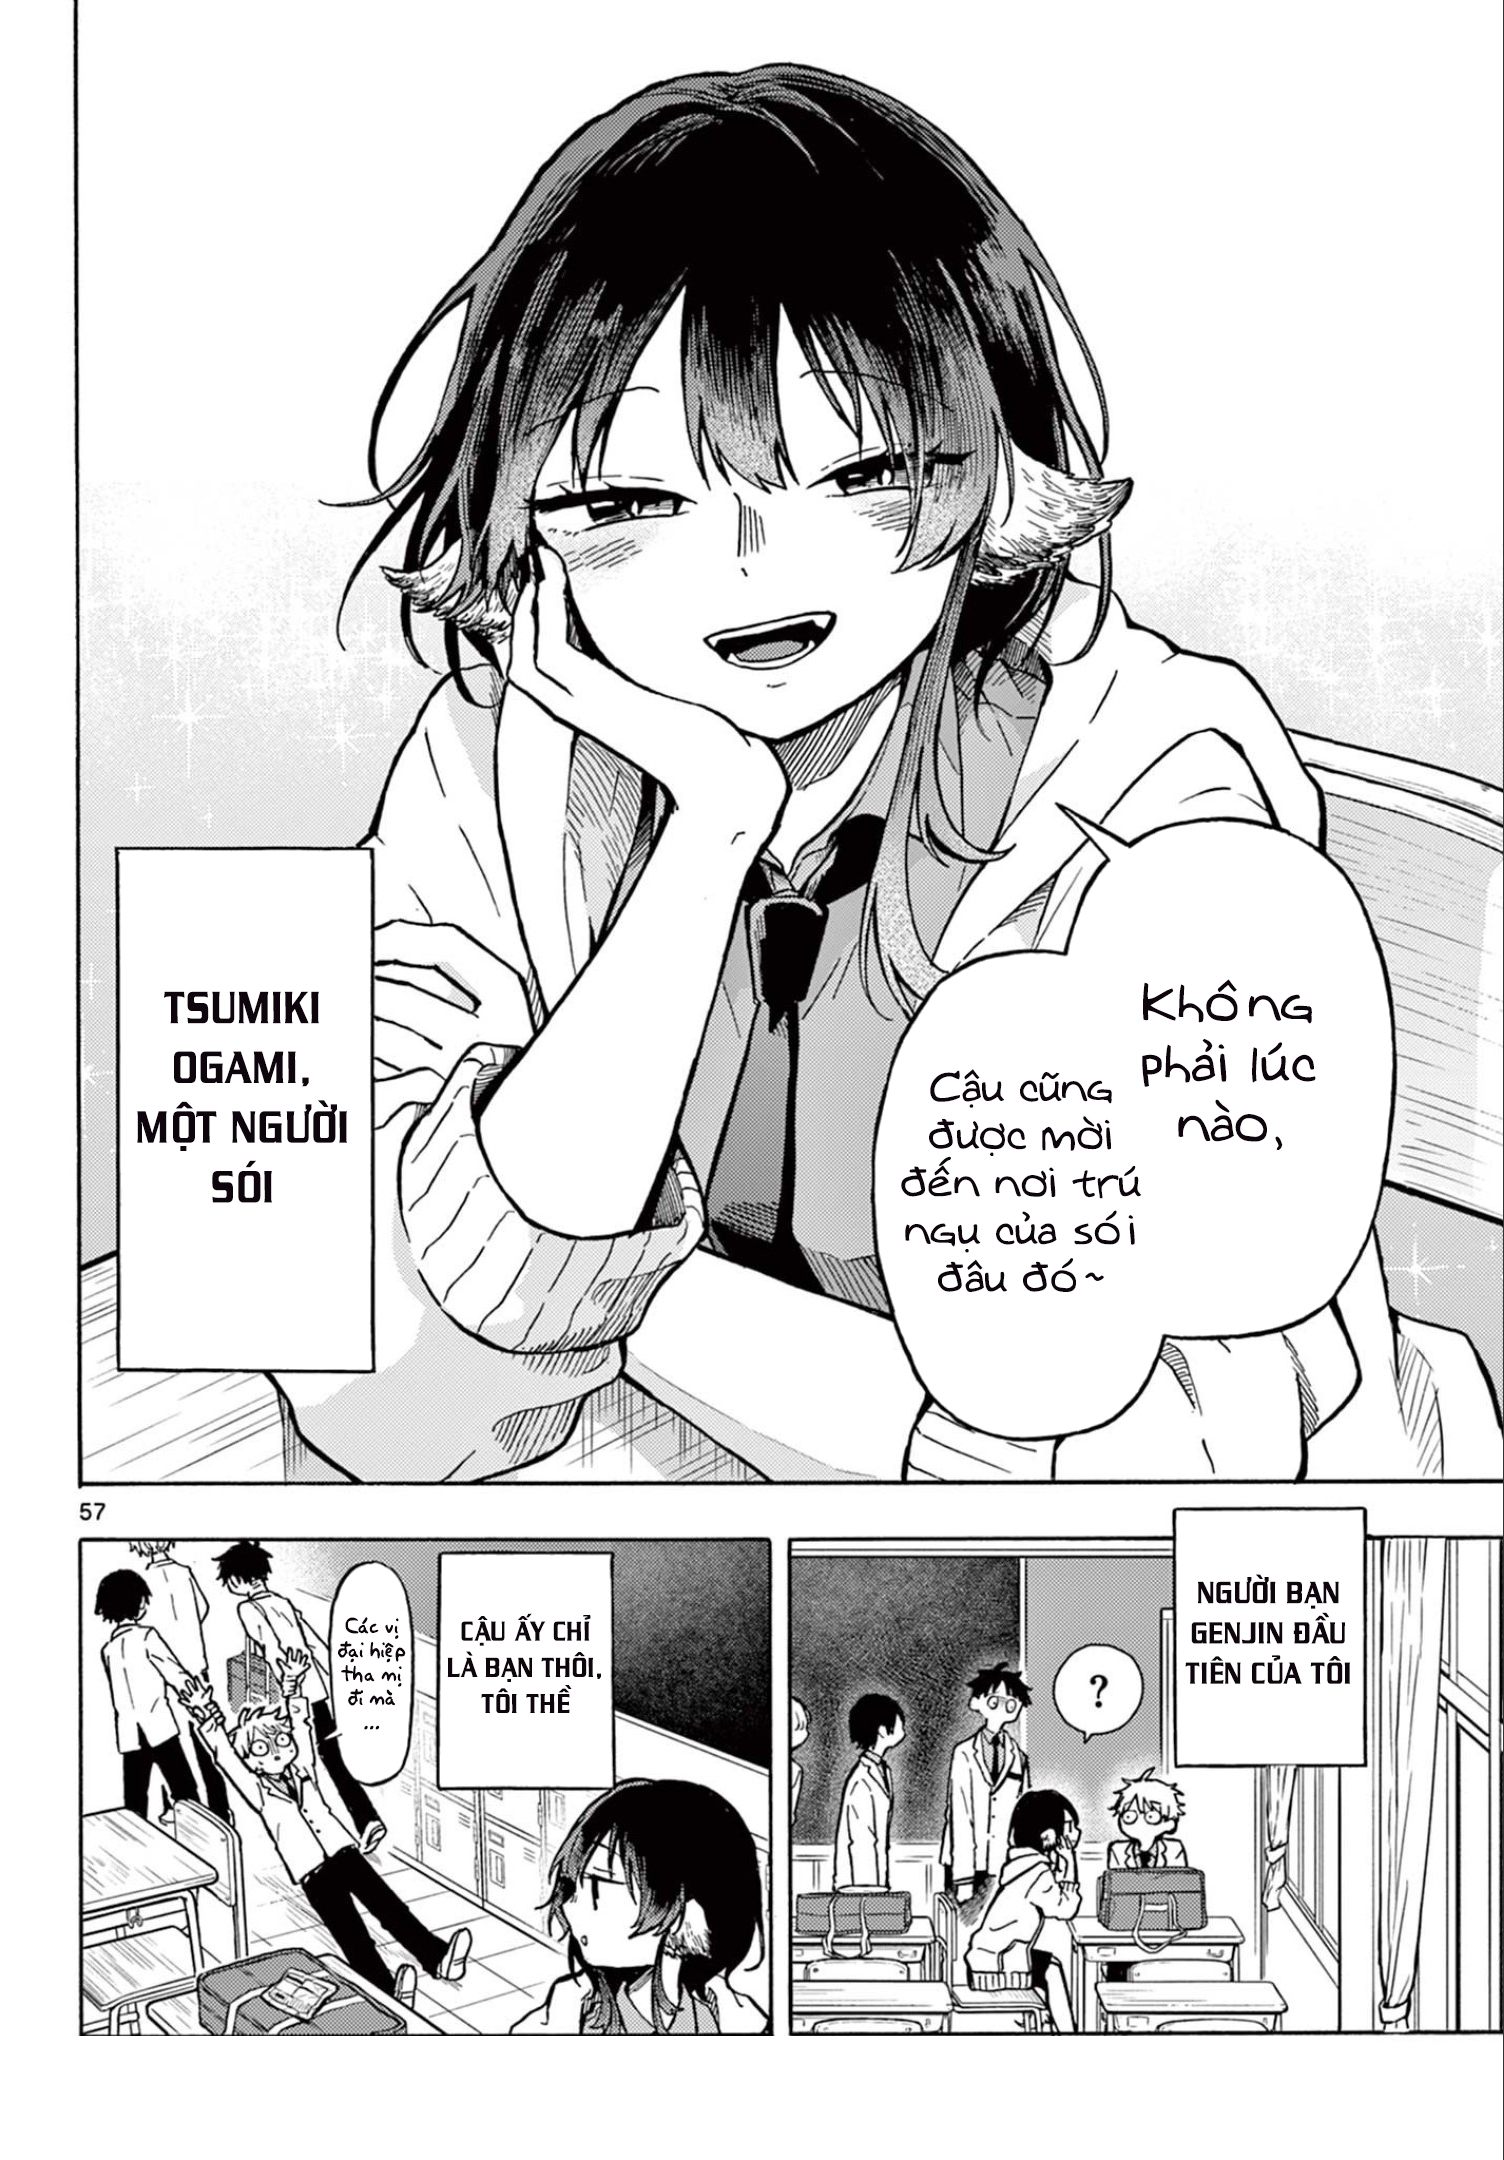 Không
phải lúc
nào,
Cậu cũng
được mời
đến nơi trú
ngụ của sói
đâu đó~
TSUMIKI
OGAMI,
MỘT NGƯỜI
SÓI
57
NGƯỜI BẠN
GENJIN ĐẦU
TIÊN CỦA TÔI
?
CẬU ẤY CHỈ
LÀ BẠN THÔI,
TÔI THỀ
Các vị
đại hiệp
tha mị
đi mà
...